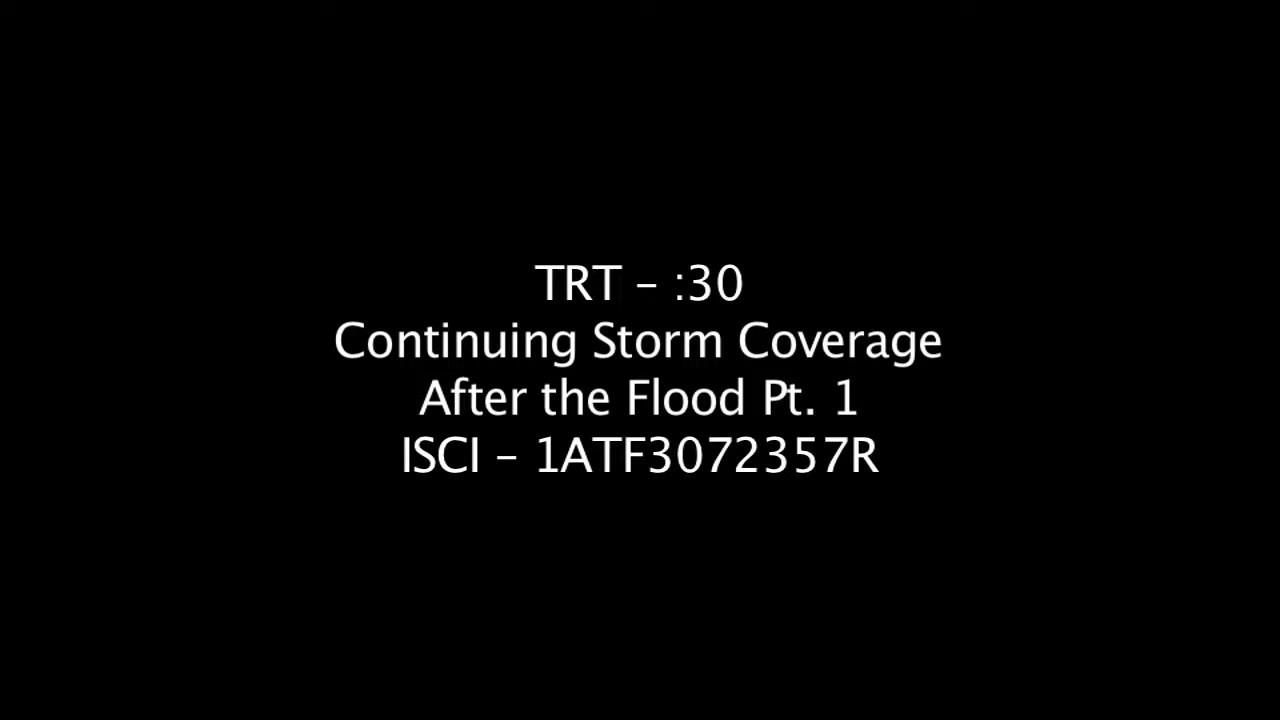 TRT – :30
Continuing Storm Coverage
After the Flood Pt. 1
ISCI – 1ATF3072357R